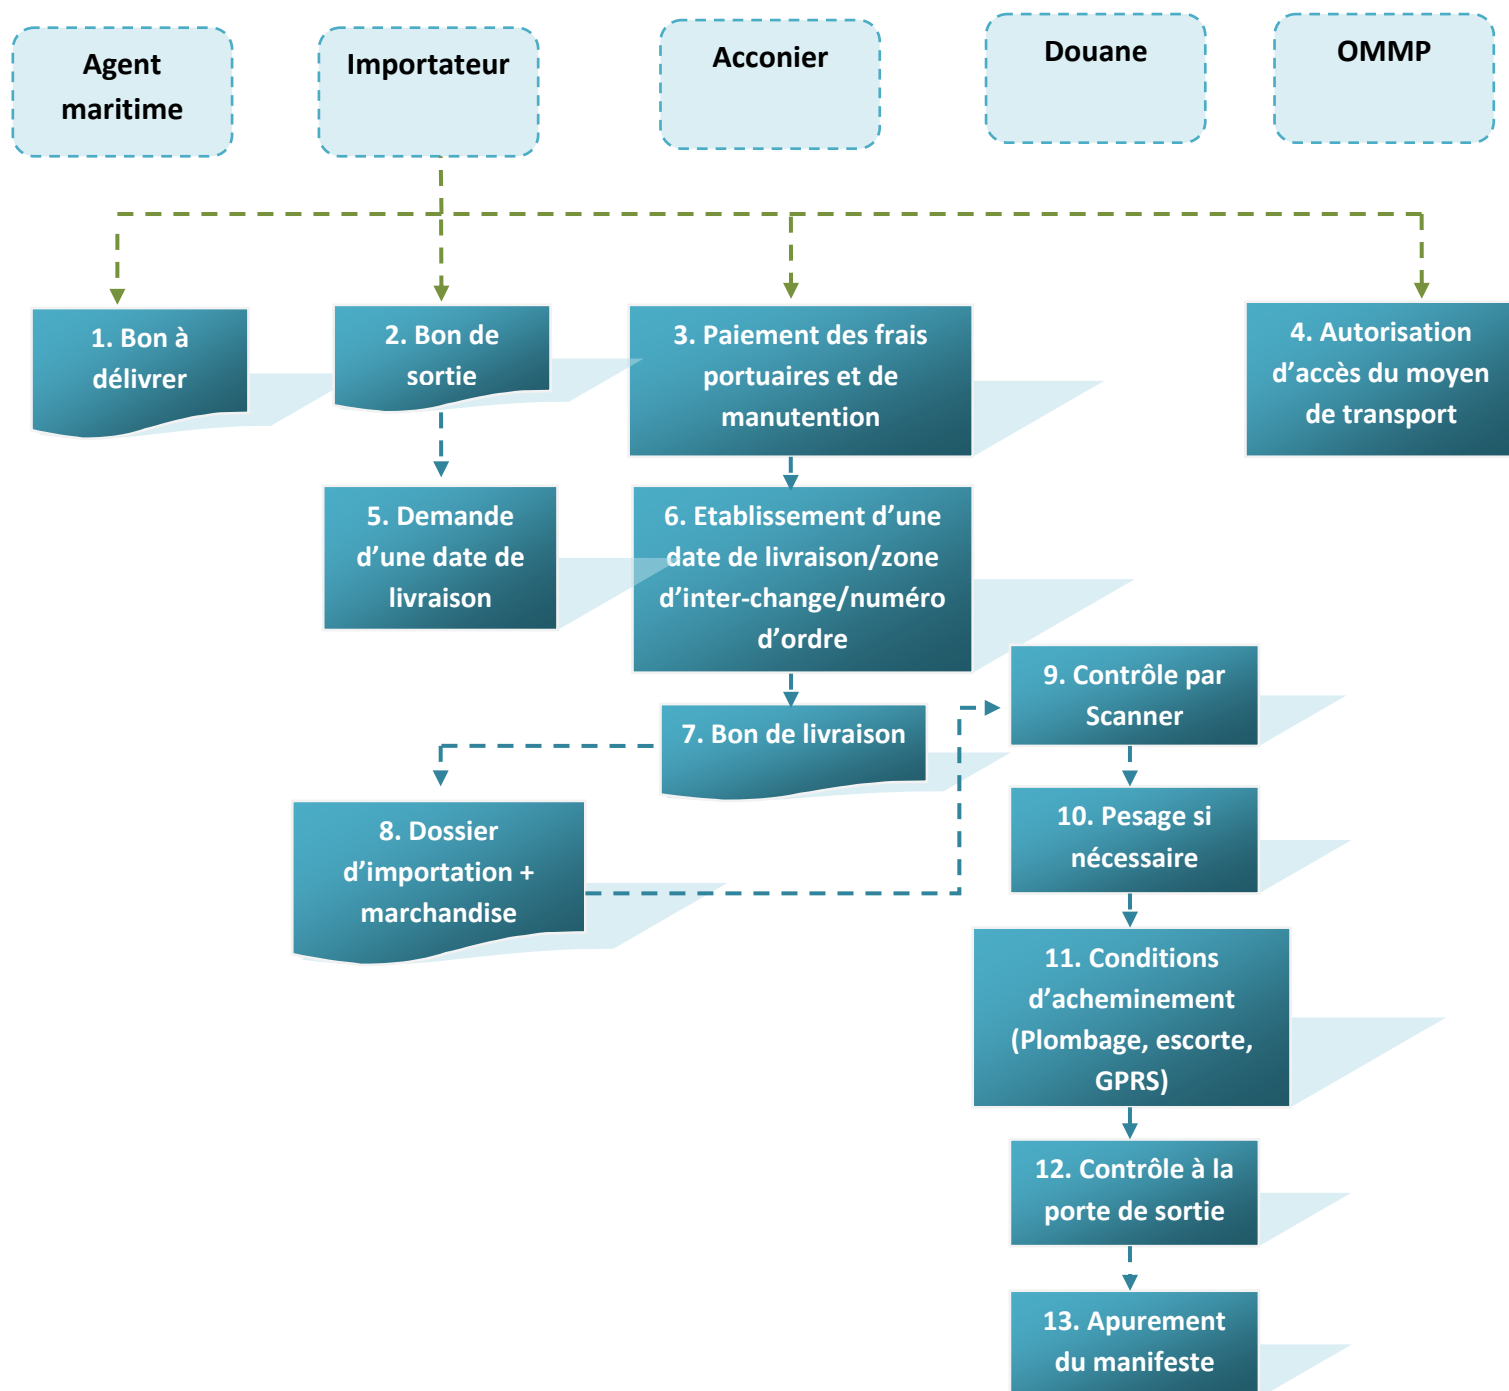 Agent
maritime
Importateur
Acconier
Douane
OMMP
1. Bon à
délivrer
2. Bon de
sortie
3. Paiement des frais
portuaires et de
manutention
4. Autorisation
d’accès du moyen
de transport
5. Demande
d’une date de
livraison
6. Etablissement d’une
date de livraison/zone
d’inter-change/numéro
d’ordre
7. Bon de livraison
8. Dossier
d’importation +
marchandise
9. Contrôle par
Scanner
10. Pesage si
nécessaire
11. Conditions
d’acheminement
(Plombage, escorte,
GPRS)
12. Contrôle à la
porte de sortie
13. Apurement
du manifeste